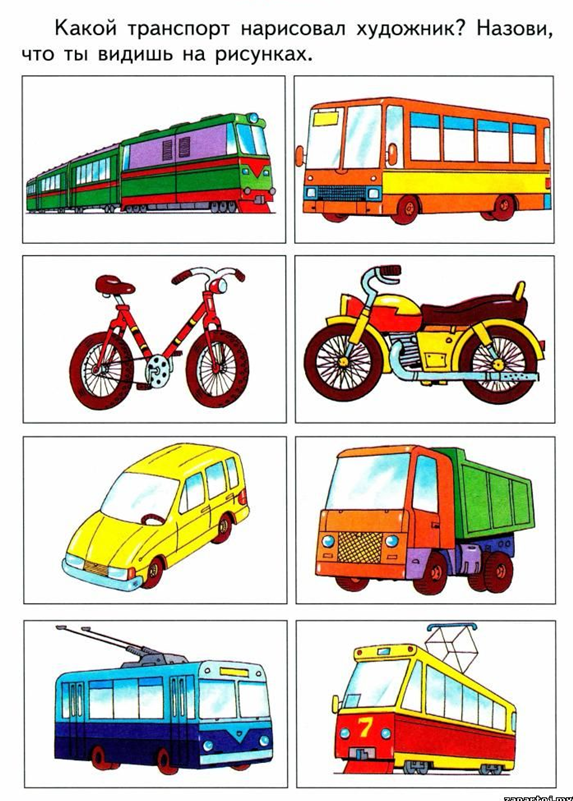 Какой транспорт нарисовал художник? Назови,
что ты видишь на рисунках.
7